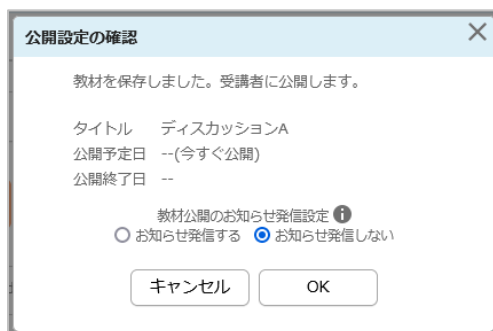 公開設定の確認
教材を保存しました。受講者に公開します。
タイトル ディスカッションA
公開予定日 --(今すぐ公開)
公開終了日 --
教材公開のお知らせ発信設定
お知らせ発信する お知らせ発信しない
キャンセル OK